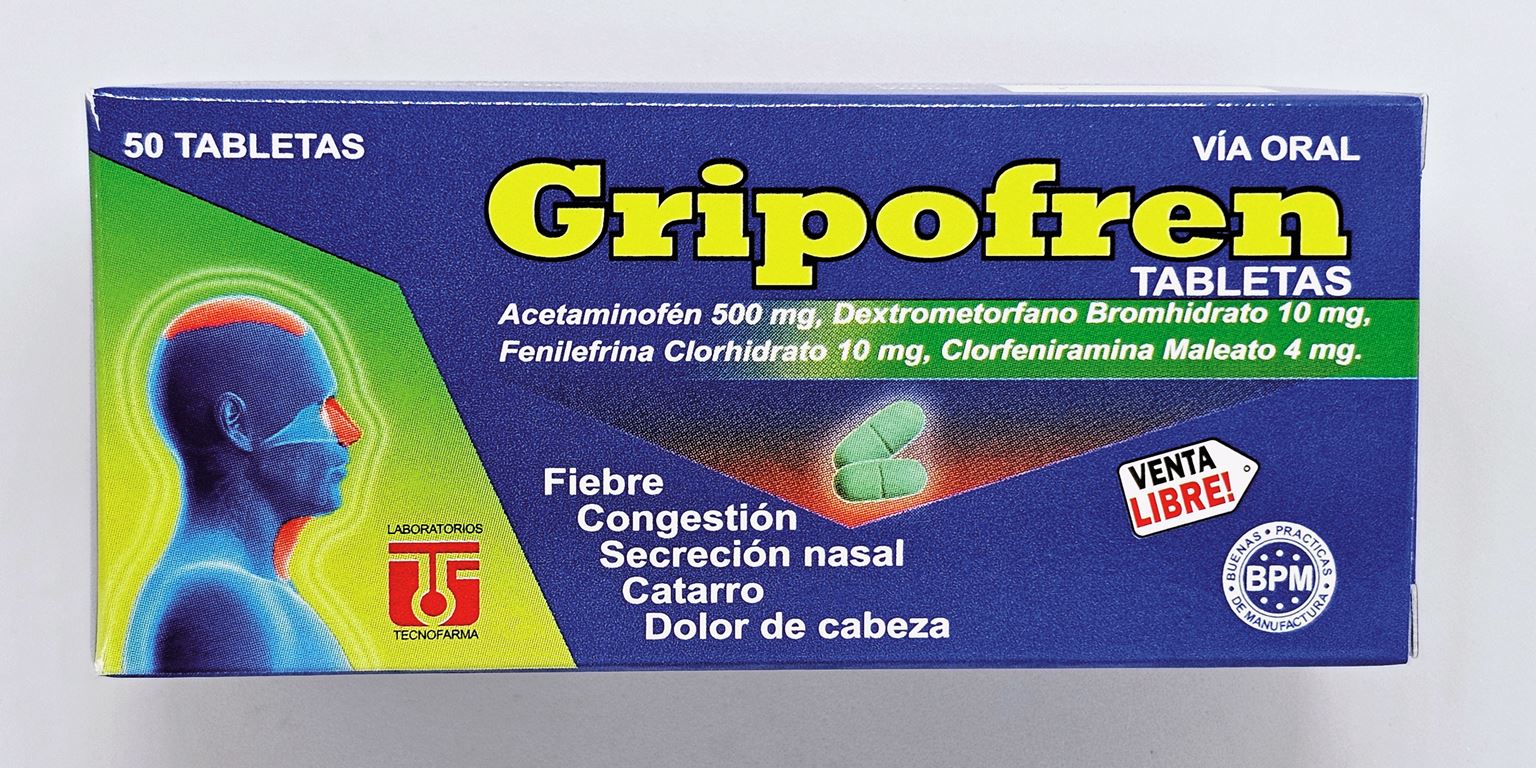 50 TABLETAS
VÍA ORAL
Gripofren
TABLETAS
Acetaminofén 500 mg, Dextrometorfano Bromhidrato 10 mg,
Fenilefrina Clorhidrato 10 mg, Clorfeniramina Maleato 4 mg.
Fiebre
Congestión
Secreción nasal
Catarro
Dolor de cabeza
VENTA
LIBRE!
LABORATORIOS
TECNOFARMA
BUENAS • PRACTICAS
BPM
DE MANUFACTURA